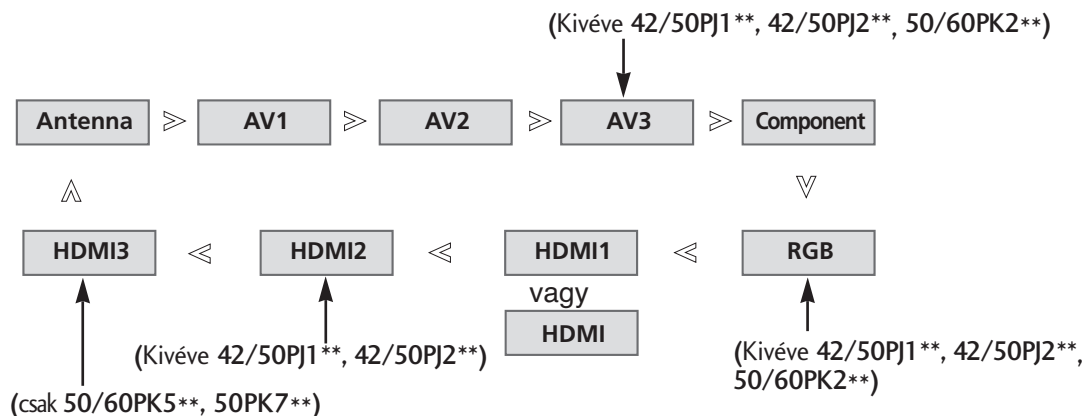 (Kivéve 42/50PJ1**, 42/50PJ2**, 50/60PK2**)
Antenna AV1 AV2 AV3 Component
HDMI3 HDMI2 HDMI1 RGB
vagy
HDMI
(Kivéve 42/50PJ1**, 42/50PJ2**)
(Kivéve 42/50PJ1**, 42/50PJ2**,
50/60PK2**)
(csak 50/60PK5**, 50PK7**)